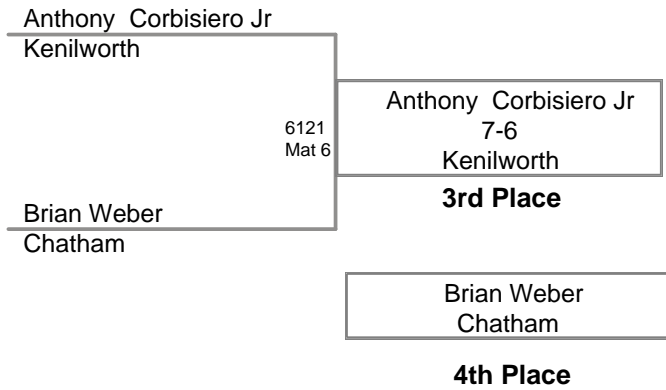 Anthony  Corbisiero Jr
Kenilworth
6121
Mat 6
Anthony  Corbisiero Jr
7-6
Kenilworth
3rd Place
Brian Weber
Chatham
Brian Weber
Chatham
4th Place